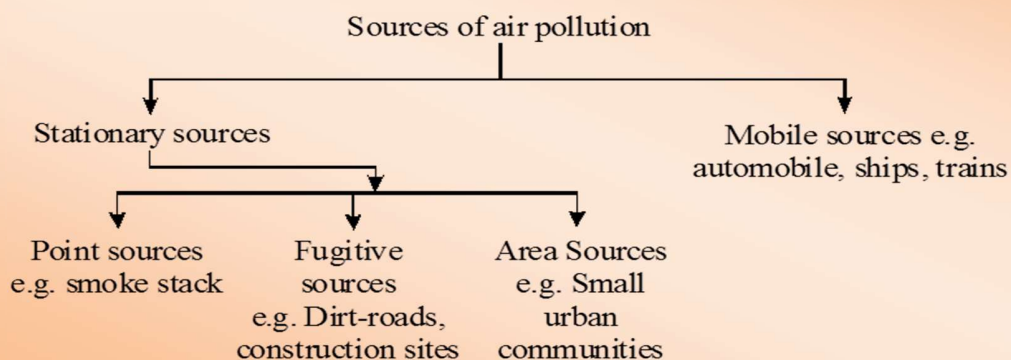 Sources of air pollution
Stationary sources
Mobile sources e.g.
automobile, ships, trains
Point sources
e.g. smoke stack
Fugitive
sources
e.g. Dirt-roads,
construction sites
Area Sources
e.g. Small
urban
communities